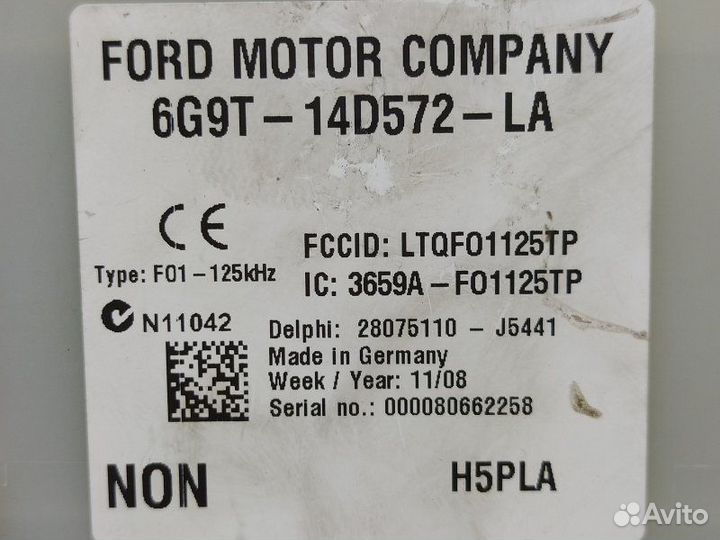 FORD MOTOR COMPANY
6G9T-14D572-LA
CE
FCCID: LTQFO1125TP
Type: F01-125kHz
IC: 3659A-FO1125TP
N11042
Delphi: 28075110 - J5441
Made in Germany
Week / Year: 11/08
Serial no.: 000080662258
NON
H5PLA
Avito